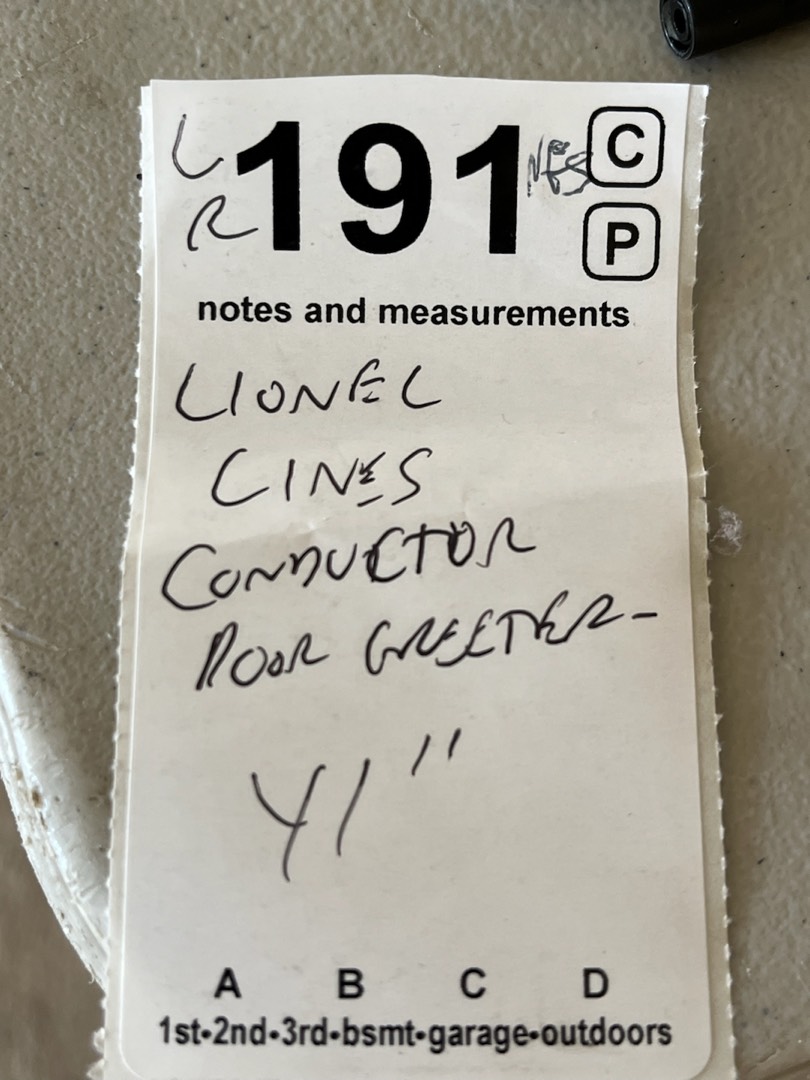 L
R
191
C
P
notes and measurements
LIONEL
LINES
CONDUCTOR
DOOR GREETER-
41"
A B C D
1st•2nd•3rd•bsmt•garage•outdoors